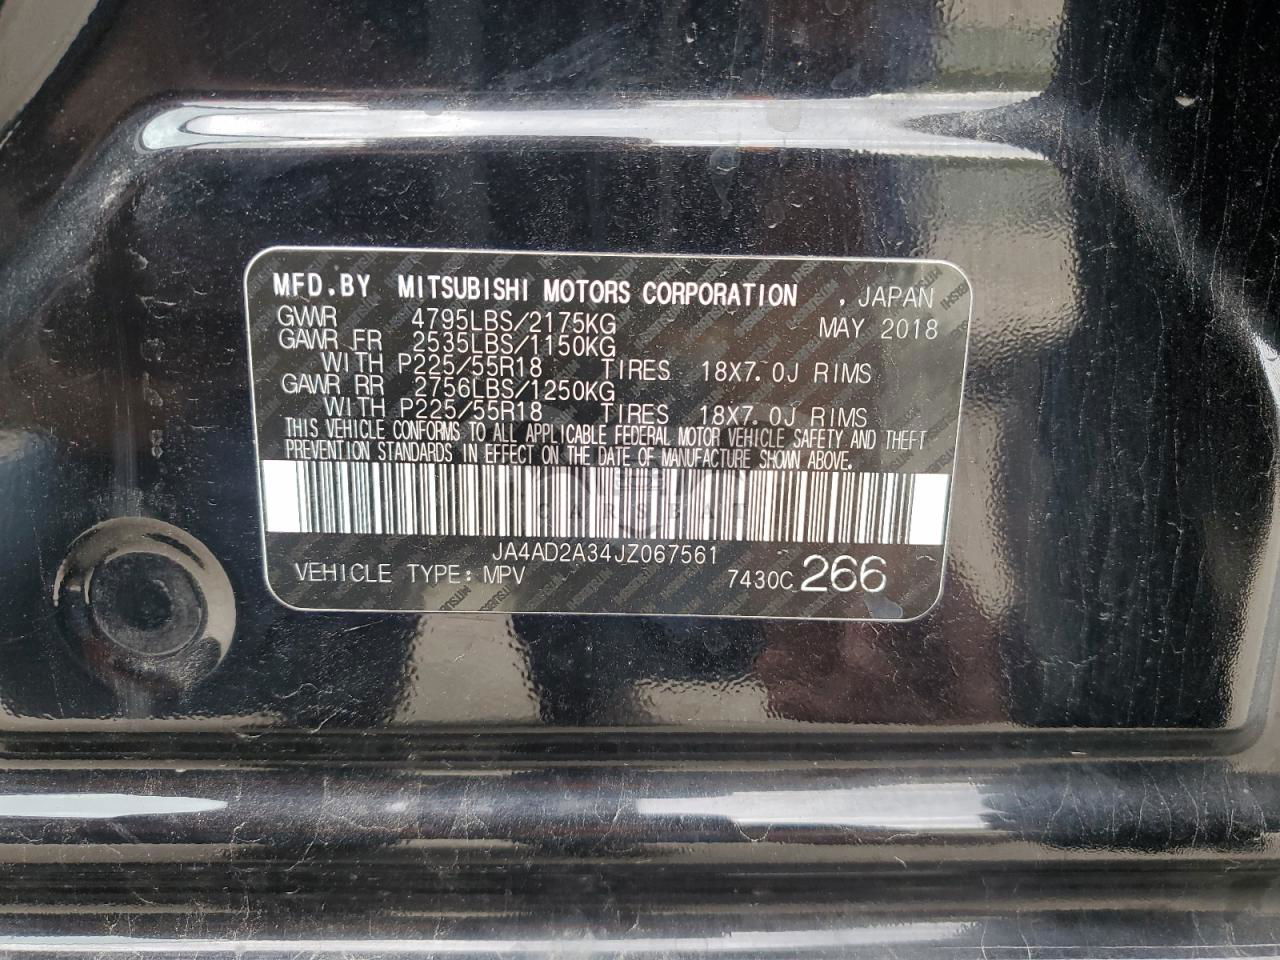 MFD.BY MITSUBISHI MOTORS CORPORATION , JAPAN
GVWR 4795LBS/2175KG MAY 2018
GAWR FR 2535LBS/1150KG
WITH P225/55R18 TIRES 18X7.0J RIMS
GAWR RR 2756LBS/1250KG
WITH P225/55R18 TIRES 18X7.0J RIMS
THIS VEHICLE CONFORMS TO ALL APPLICABLE FEDERAL MOTOR VEHICLE SAFETY AND THEFT
PREVENTION STANDARDS IN EFFECT ON THE DATE OF MANUFACTURE SHOWN ABOVE.
JA4AD2A34JZ067561
VEHICLE TYPE: MPV 7430C 266